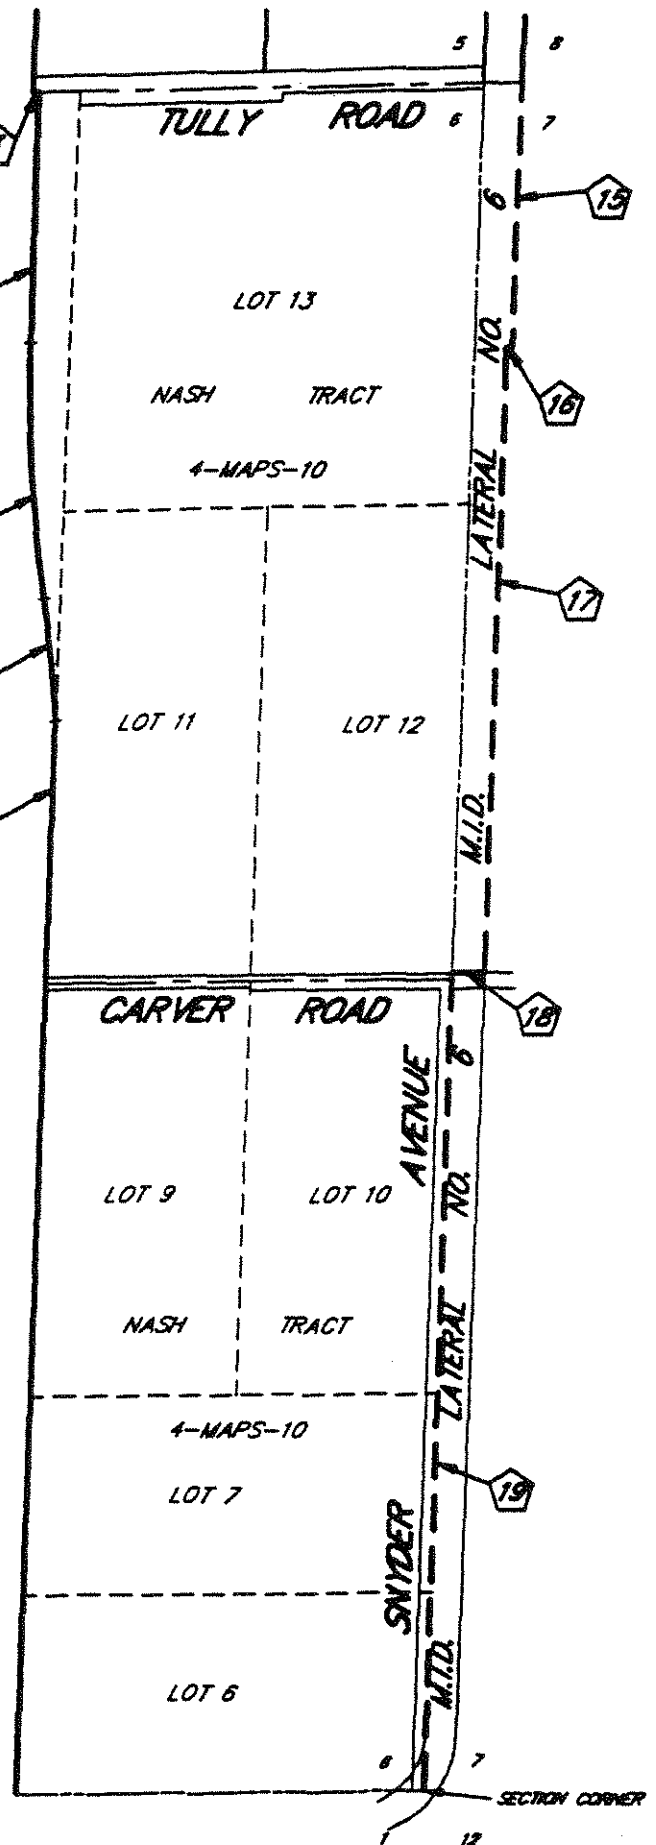 5 8
TULLY ROAD 6 7
15
6
LOT 13
NO.
16
NASH TRACT
4-MAPS-10
LATERAL
17
LOT 11 LOT 12
M.I.D.
CARVER ROAD
18
6
AVENUE
LOT 9 LOT 10
NO.
NASH TRACT
LATERAL
4-MAPS-10
19
LOT 7
SNYDER
M.I.D.
LOT 6
6 7
SECTION CORNER
1 12